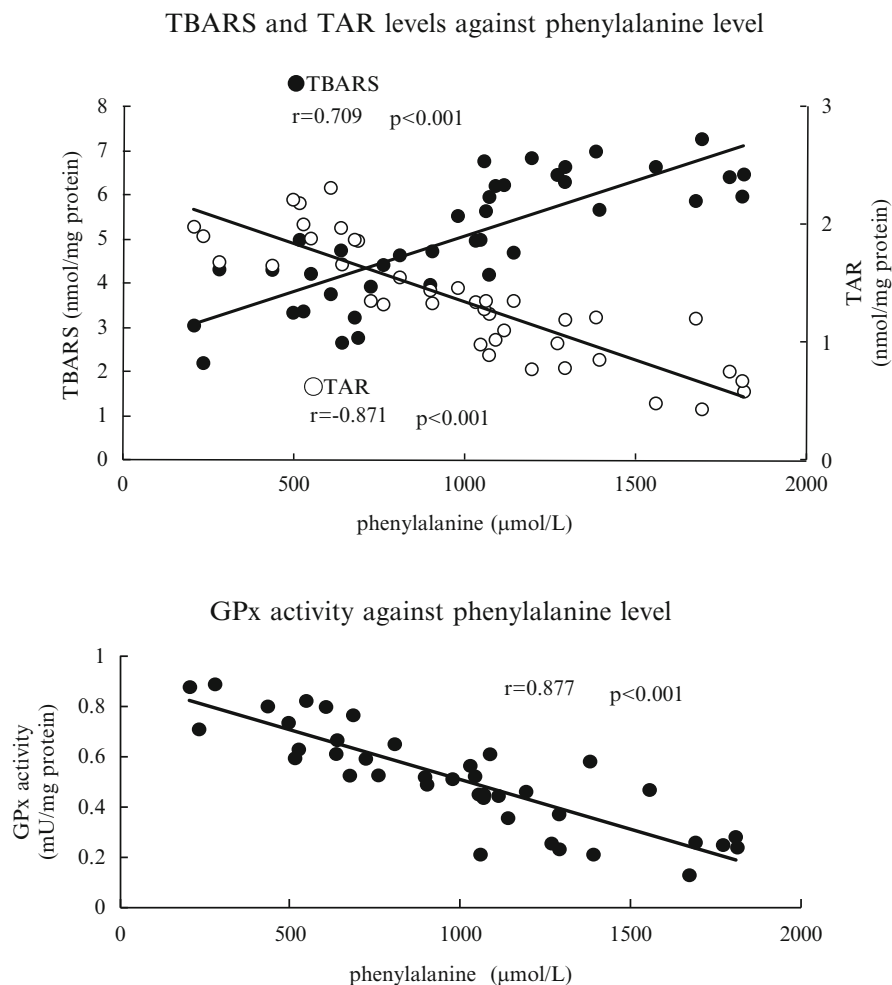 TBARS and TAR levels against phenylalanine level
TBARS
r=0.709 p<0.001
8
7
6
5
4
3
2
1
0
TBARS (nmol/mg protein)
3
2
1
0
TAR
(nmol/mg protein)
TAR
r=-0.871 p<0.001
0 500 1000 1500 2000
phenylalanine (μmol/L)
GPx activity against phenylalanine level
r=0.877 p<0.001
1
0.8
0.6
0.4
0.2
0
GPx activity
(mU/mg protein)
0 500 1000 1500 2000
phenylalanine (μmol/L)